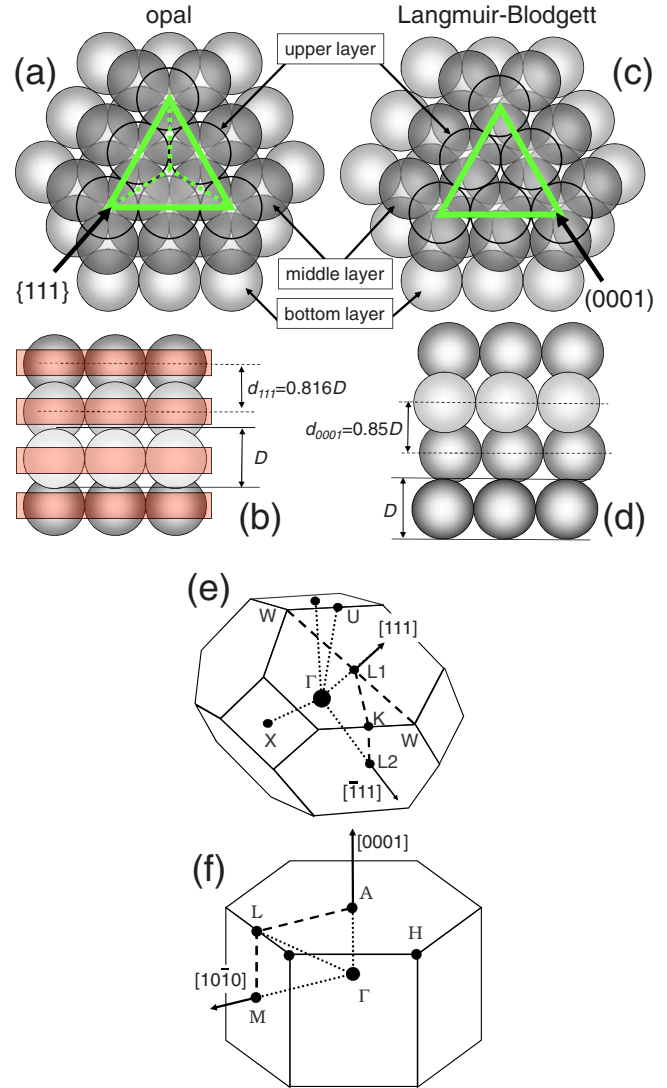 opal
Langmuir-Blodgett
(a)
upper layer
(c)
middle layer
{111}
bottom layer
(0001)
d111=0.816D
D
(b)
d0001=0.85D
D
(d)
(e)
W
U
[111]
Γ
L1
X
K
W
L2
[1̅11]
[0001]
(f)
L
A
H
[101̅0]
Γ
M